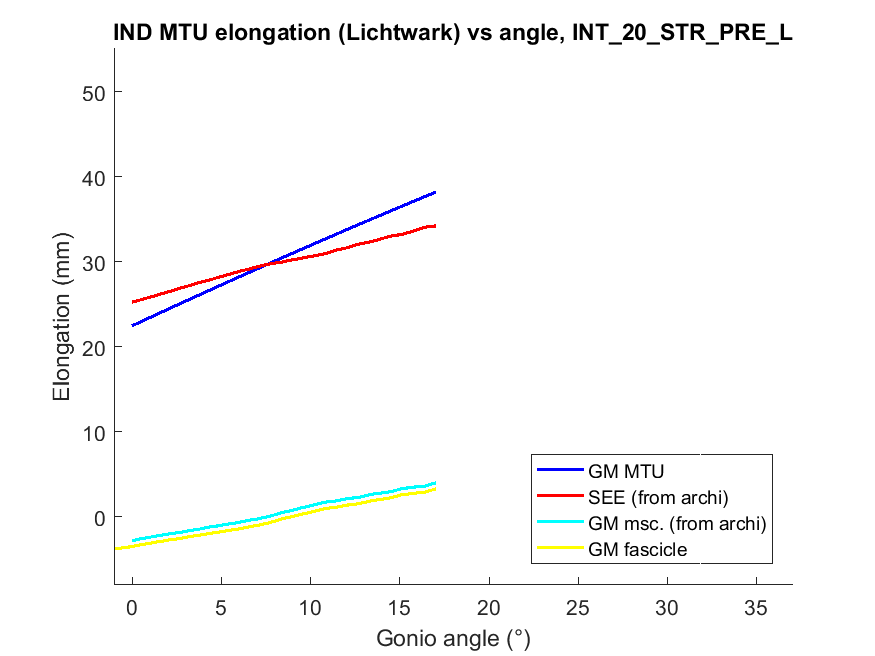 IND MTU elongation (Lichtwark) vs angle, INT_20_STR_PRE_L
50
40
30
20
10
0
Elongation (mm)
GM MTU
SEE (from archi)
GM msc. (from archi)
GM fascicle
0 5 10 15 20 25 30 35
Gonio angle (°)